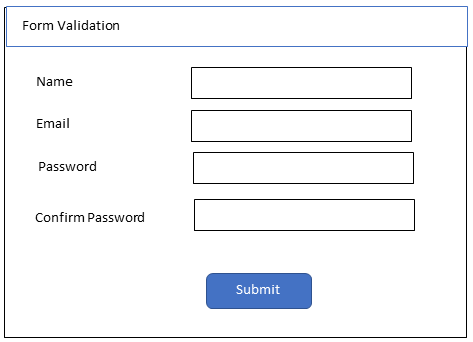 Form Validation
Name
Email
Password
Confirm Password
Submit